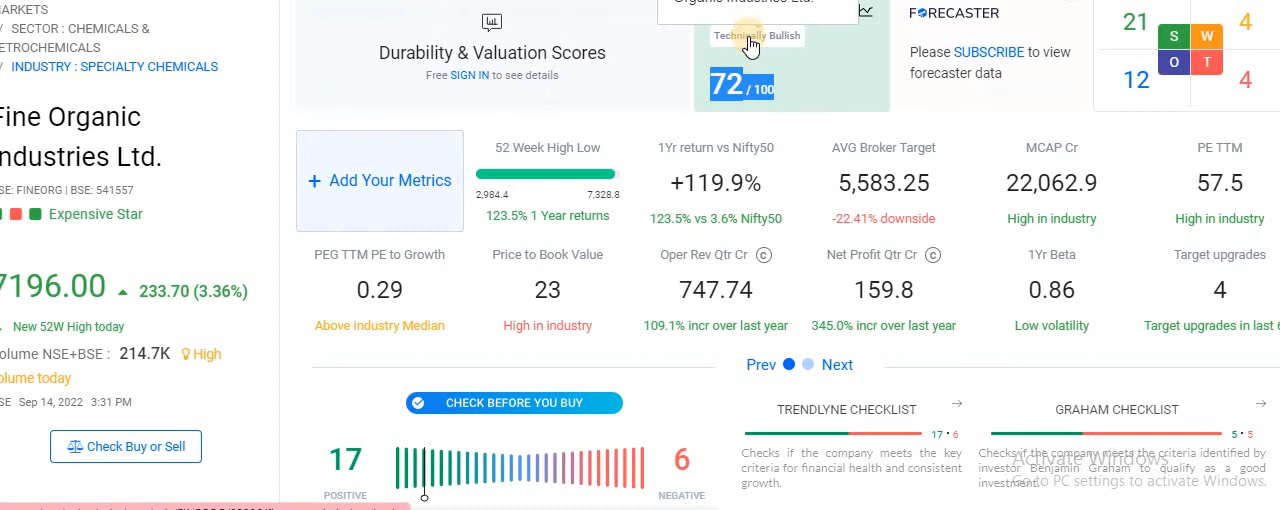 MARKETS
/ SECTOR : CHEMICALS &
PETROCHEMICALS
/ INDUSTRY : SPECIALTY CHEMICALS
Fine Organic
Industries Ltd.
NSE: FINEORG | BSE: 541557
Expensive Star
7196.00 ▲ 233.70 (3.36%)
New 52W High today
Volume NSE+BSE : 214.7K High
volume today
NSE Sep 14, 2022 3:31 PM
Check Buy or Sell
Durability & Valuation Scores
Free SIGN IN to see details
Organic Industries Ltd.
Technically Bullish
72 / 100
FORECASTER
Please SUBSCRIBE to view
forecaster data
21 S W 4
12 O T 4
+ Add Your Metrics
52 Week High Low
2,984.4 7,328.8
123.5% 1 Year returns
1Yr return vs Nifty50
+119.9%
123.5% vs 3.6% Nifty50
AVG Broker Target
5,583.25
-22.41% downside
MCAP Cr
22,062.9
High in industry
PE TTM
57.5
High in industry
PEG TTM PE to Growth
0.29
Above industry Median
Price to Book Value
23
High in industry
Oper Rev Qtr Cr C
747.74
109.1% incr over last year
Net Profit Qtr Cr C
159.8
345.0% incr over last year
1Yr Beta
0.86
Low volatility
Target upgrades
4
Target upgrades in last 6
Prev Next
CHECK BEFORE YOU BUY
17
POSITIVE
6
NEGATIVE
TRENDLYNE CHECKLIST →
17 • 6
Checks if the company meets the key
criteria for financial health and consistent
growth.
GRAHAM CHECKLIST →
5 • 5
Checks if the company meets the criteria identified by
investor Benjamin Graham to qualify as a good
investment.
Activate Windows
Go to PC settings to activate Windows.